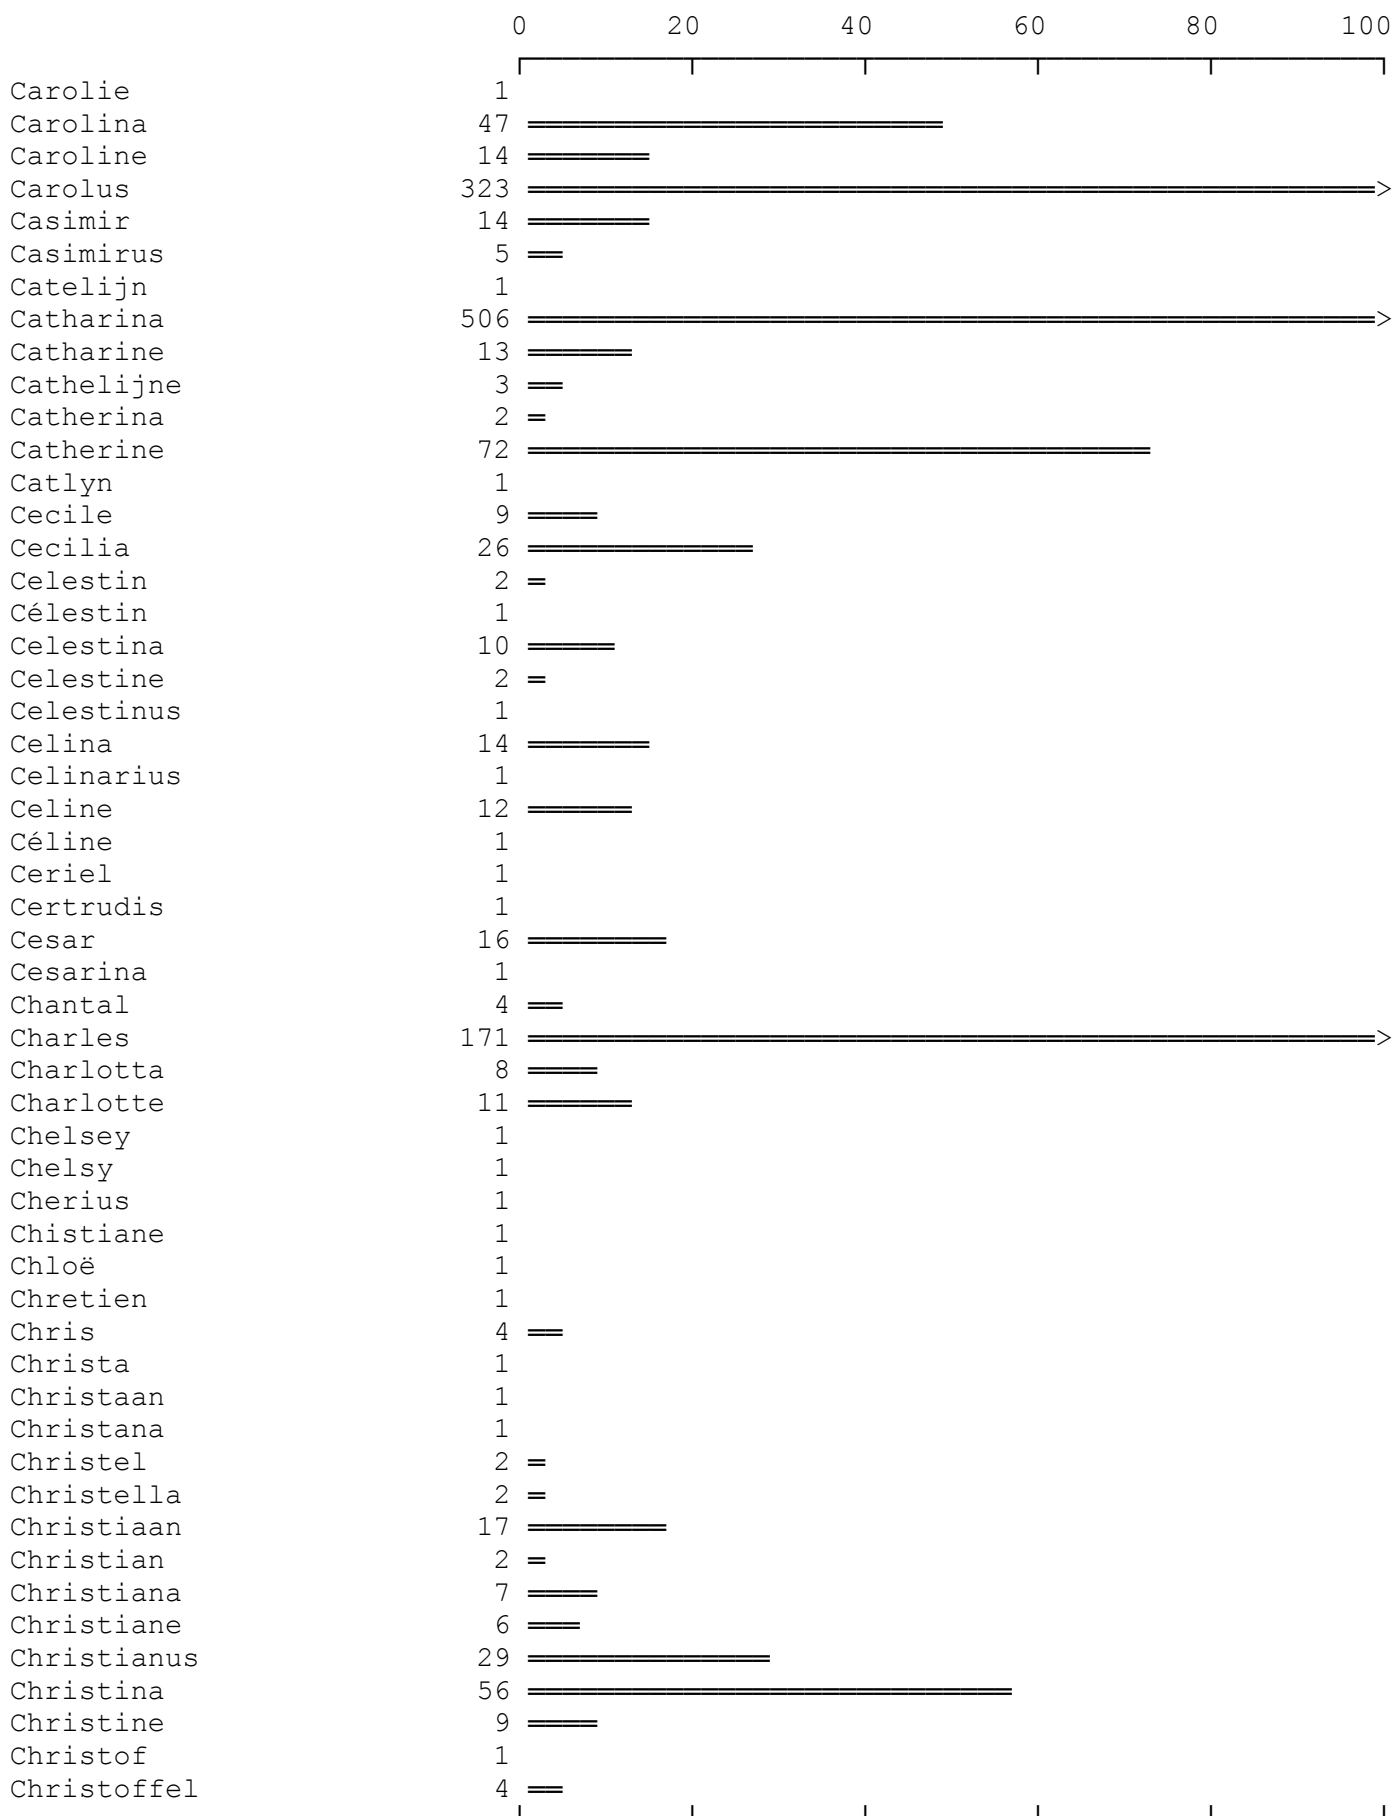 0 20 40 60 80 100
Carolie 1
Carolina 47
Caroline 14
Carolus 323 >
Casimir 14
Casimirus 5
Catelijn 1
Catharina 506 >
Catharine 13
Cathelijne 3
Catherina 2
Catherine 72
Catlyn 1
Cecile 9
Cecilia 26
Celestin 2
Célestin 1
Celestina 10
Celestine 2
Celestinus 1
Celina 14
Celinarius 1
Celine 12
Céline 1
Ceriel 1
Certrudis 1
Cesar 16
Cesarina 1
Chantal 4
Charles 171 >
Charlotta 8
Charlotte 11
Chelsey 1
Chelsy 1
Cherius 1
Chistiane 1
Chloë 1
Chretien 1
Chris 4
Christa 1
Christaan 1
Christana 1
Christel 2
Christella 2
Christiaan 17
Christian 2
Christiana 7
Christiane 6
Christianus 29
Christina 56
Christine 9
Christof 1
Christoffel 4